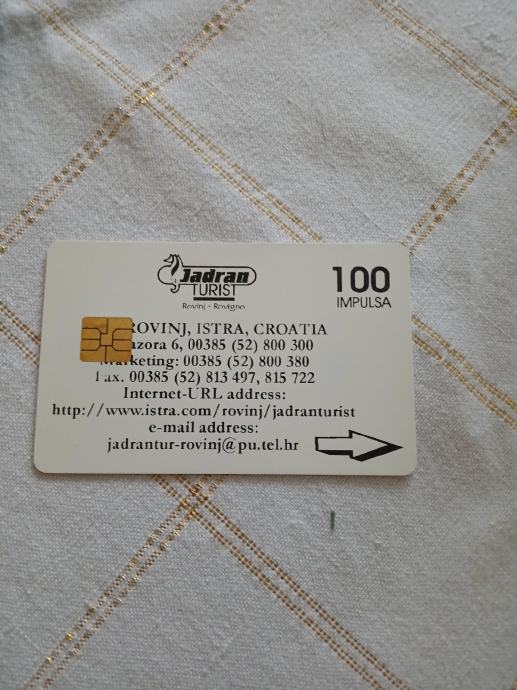 Jadran
TURIST
Rovinj · Rovigno
100
IMPULSA
ROVINJ, ISTRA, CROATIA
azora 6, 00385 (52) 800 300
Marketing: 00385 (52) 800 380
Fax. 00385 (52) 813 497, 815 722
Internet-URL address:
http://www.istra.com/rovinj/jadranturist
e-mail address:
jadrantur-rovinj@pu.tel.hr